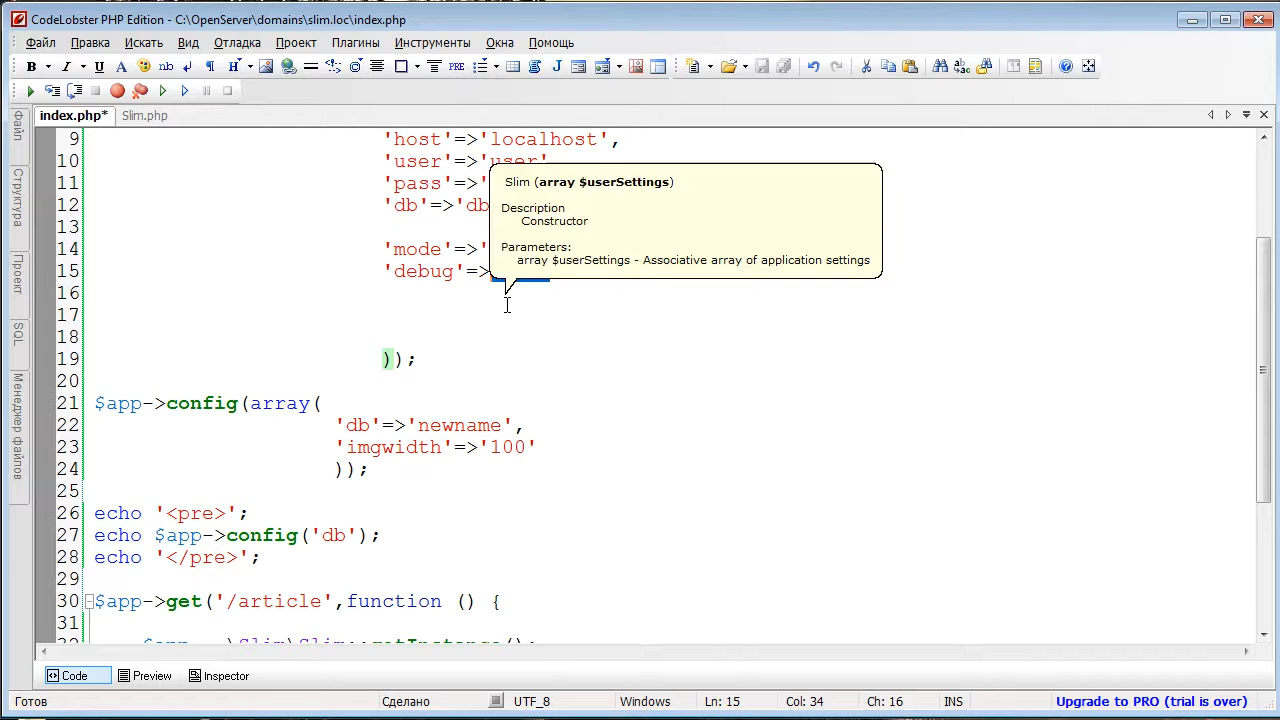 CodeLobster PHP Edition - C:\OpenServer\domains\slim.loc\index.php
Файл Правка Искать Вид Отладка Проект Плагины Инструменты Окна Помощь
index.php* Slim.php
Файл
Структура
Проект
SQL
Менеджер файлов
9 'host'=>'localhost',
10 'user'=>'user'
11 'pass'=>'
12 'db'=>'db
13
14 'mode'=>'
15 'debug'=>
16
17
18
19 ));
20
21 $app->config(array(
22 'db'=>'newname',
23 'imgwidth'=>'100'
24 ));
25
26 echo '<pre>';
27 echo $app->config('db');
28 echo '</pre>';
29
30 $app->get('/article',function () {
31
Slim (array $userSettings)
Description
Constructor
Parameters:
array $userSettings - Associative array of application settings
Code Preview Inspector
Готов Сделано UTF_8 Windows Ln: 15 Col: 34 Ch: 16 INS Upgrade to PRO (trial is over)